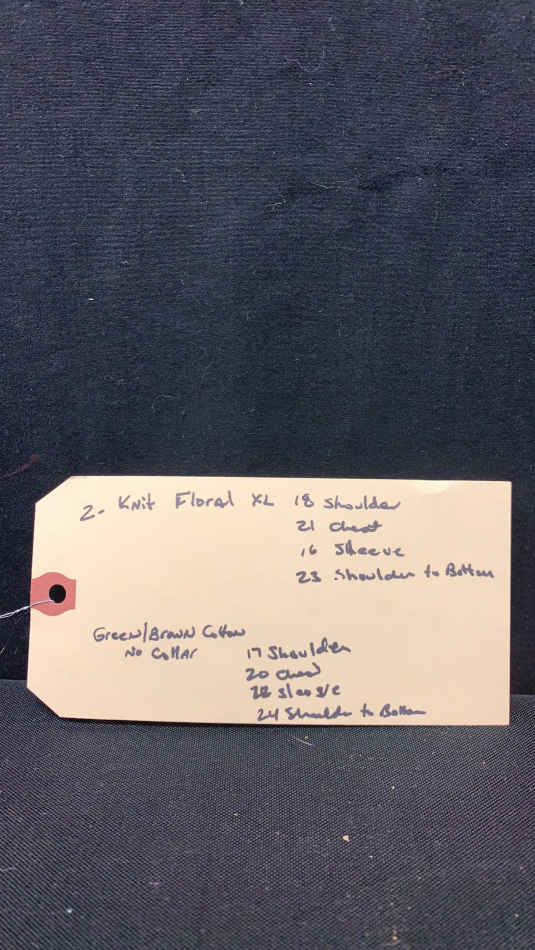 2- Knit Floral XL 18 Shoulder
21 Chest
16 Sleeve
23 Shoulder to Bottom
Green/Brown Cotton
No Collar 17 Shoulder
20 Chest
22
24 Shoulder to Bottom